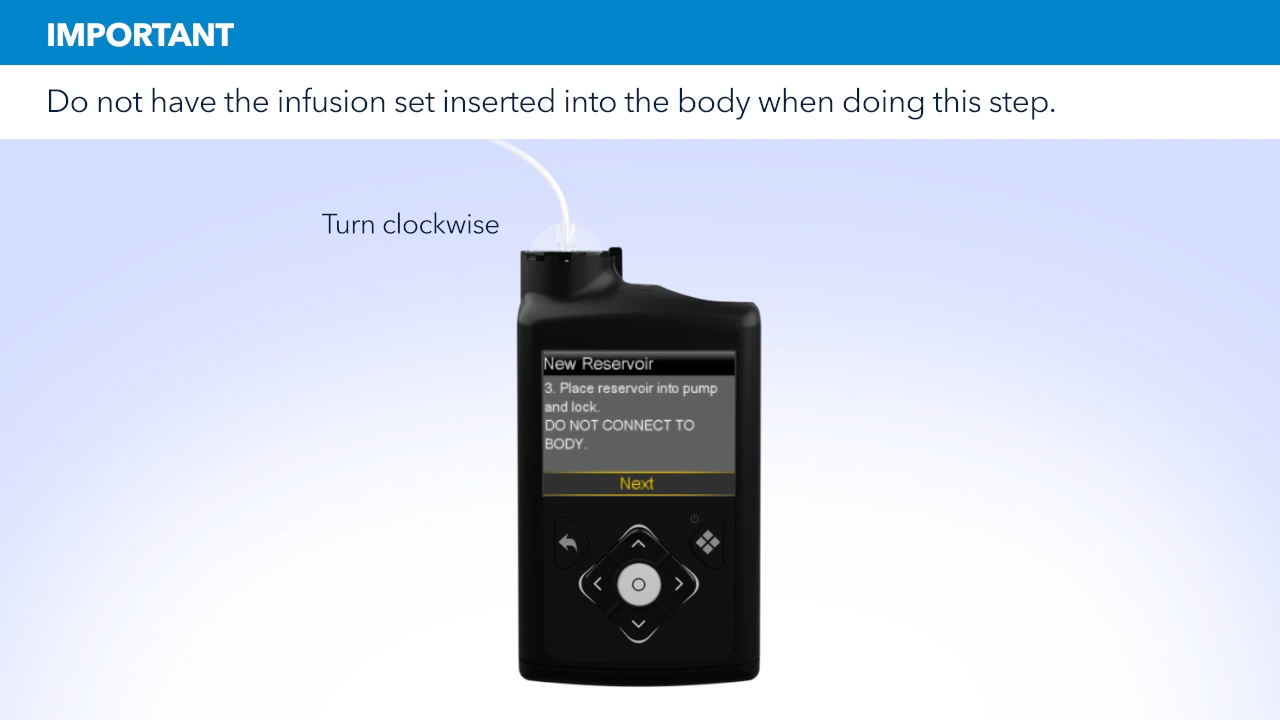 IMPORTANT
Do not have the infusion set inserted into the body when doing this step.
Turn clockwise
New Reservoir
3. Place reservoir into pump
and lock.
DO NOT CONNECT TO
BODY.
Next